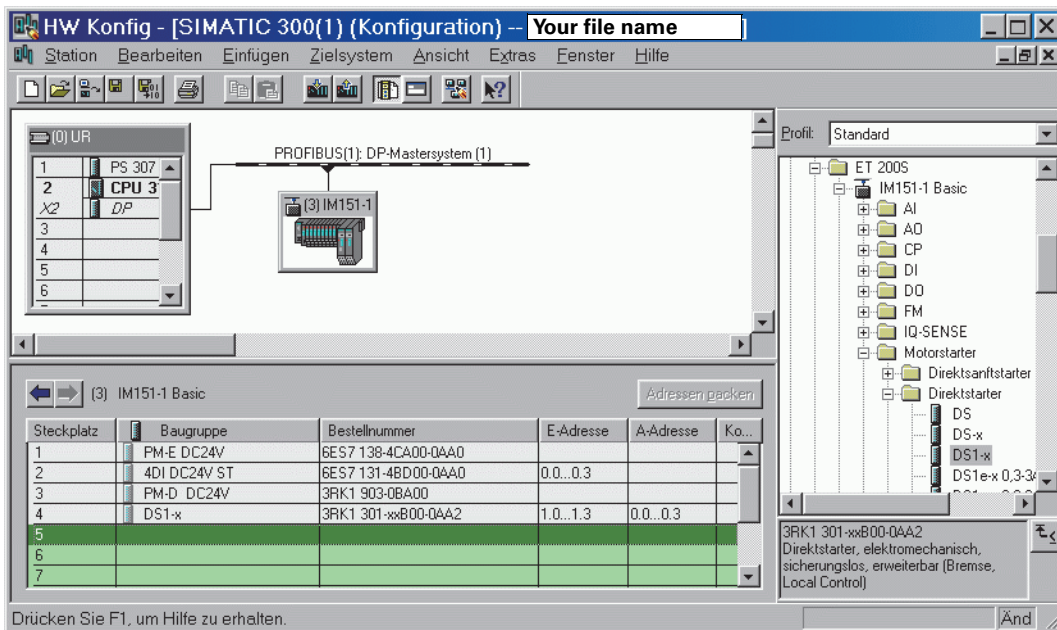 HW Konfig - [SIMATIC 300(1) (Konfiguration) -- Your file name ]
Station Bearbeiten Einfügen Zielsystem Ansicht Extras Fenster Hilfe
(0) UR
1 PS 307
2 CPU 3
X2 DP
3
4
5
6
PROFIBUS(1): DP-Mastersystem (1)
(3) IM151-1
Profil: Standard
ET 200S
IM151-1 Basic
AI
AO
CP
DI
DO
FM
IQ-SENSE
Motorstarter
Direktsanftstarter
Direktstarter
DS
DS-x
DS1-x
DS1e-x 0,3-3
(3) IM151-1 Basic
Adressen packen
Steckplatz Baugruppe Bestellnummer E-Adresse A-Adresse Ko...
1 PM-E DC24V 6ES7 138-4CA00-0AA0
2 4DI DC24V ST 6ES7 131-4BD00-0AA0 0.0...0.3
3 PM-D DC24V 3RK1 903-0BA00
4 DS1-x 3RK1 301-xxB00-0AA2 1.0...1.3 0.0...0.3
5
6
7
3RK1 301-xxB00-0AA2
Direktstarter, elektromechanisch,
sicherungslos, erweiterbar (Bremse,
Local Control)
Drücken Sie F1, um Hilfe zu erhalten.
Änd